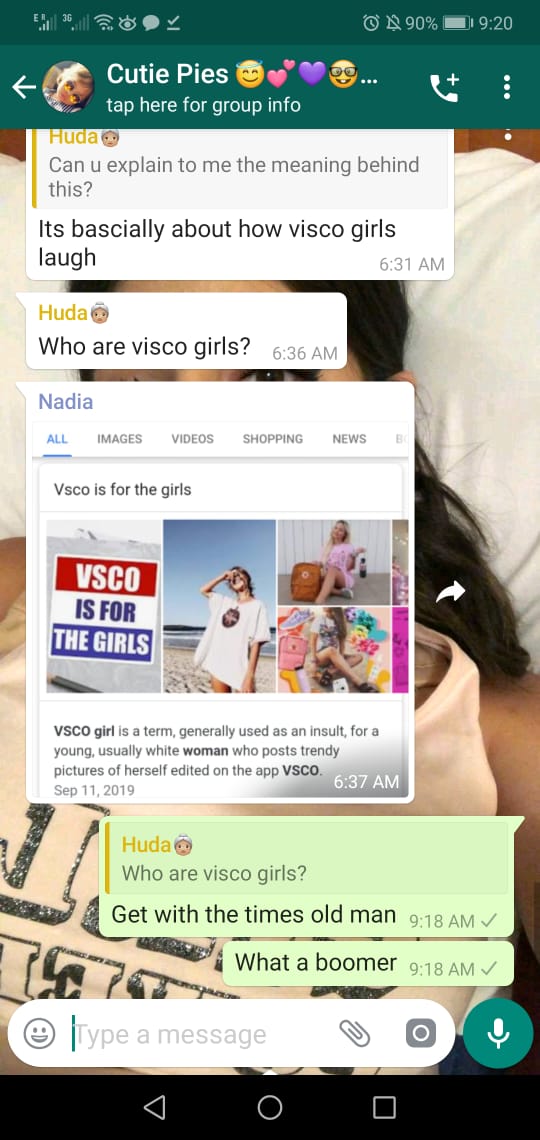 3G
90%
9:20
Cutie Pies 😇💕💜🤓...
tap here for group info
Huda👵🏼
Can u explain to me the meaning behind
this?
Its bascially about how visco girls
laugh
6:31 AM
Huda👵🏼
Who are visco girls?
6:36 AM
Nadia
ALL IMAGES VIDEOS SHOPPING NEWS
Vsco is for the girls
VSCO
IS FOR
THE GIRLS
VSCO girl is a term, generally used as an insult, for a
young, usually white woman who posts trendy
pictures of herself edited on the app VSCO.
Sep 11, 2019
6:37 AM
Huda👵🏼
Who are visco girls?
Get with the times old man
9:18 AM
What a boomer
9:18 AM
Type a message